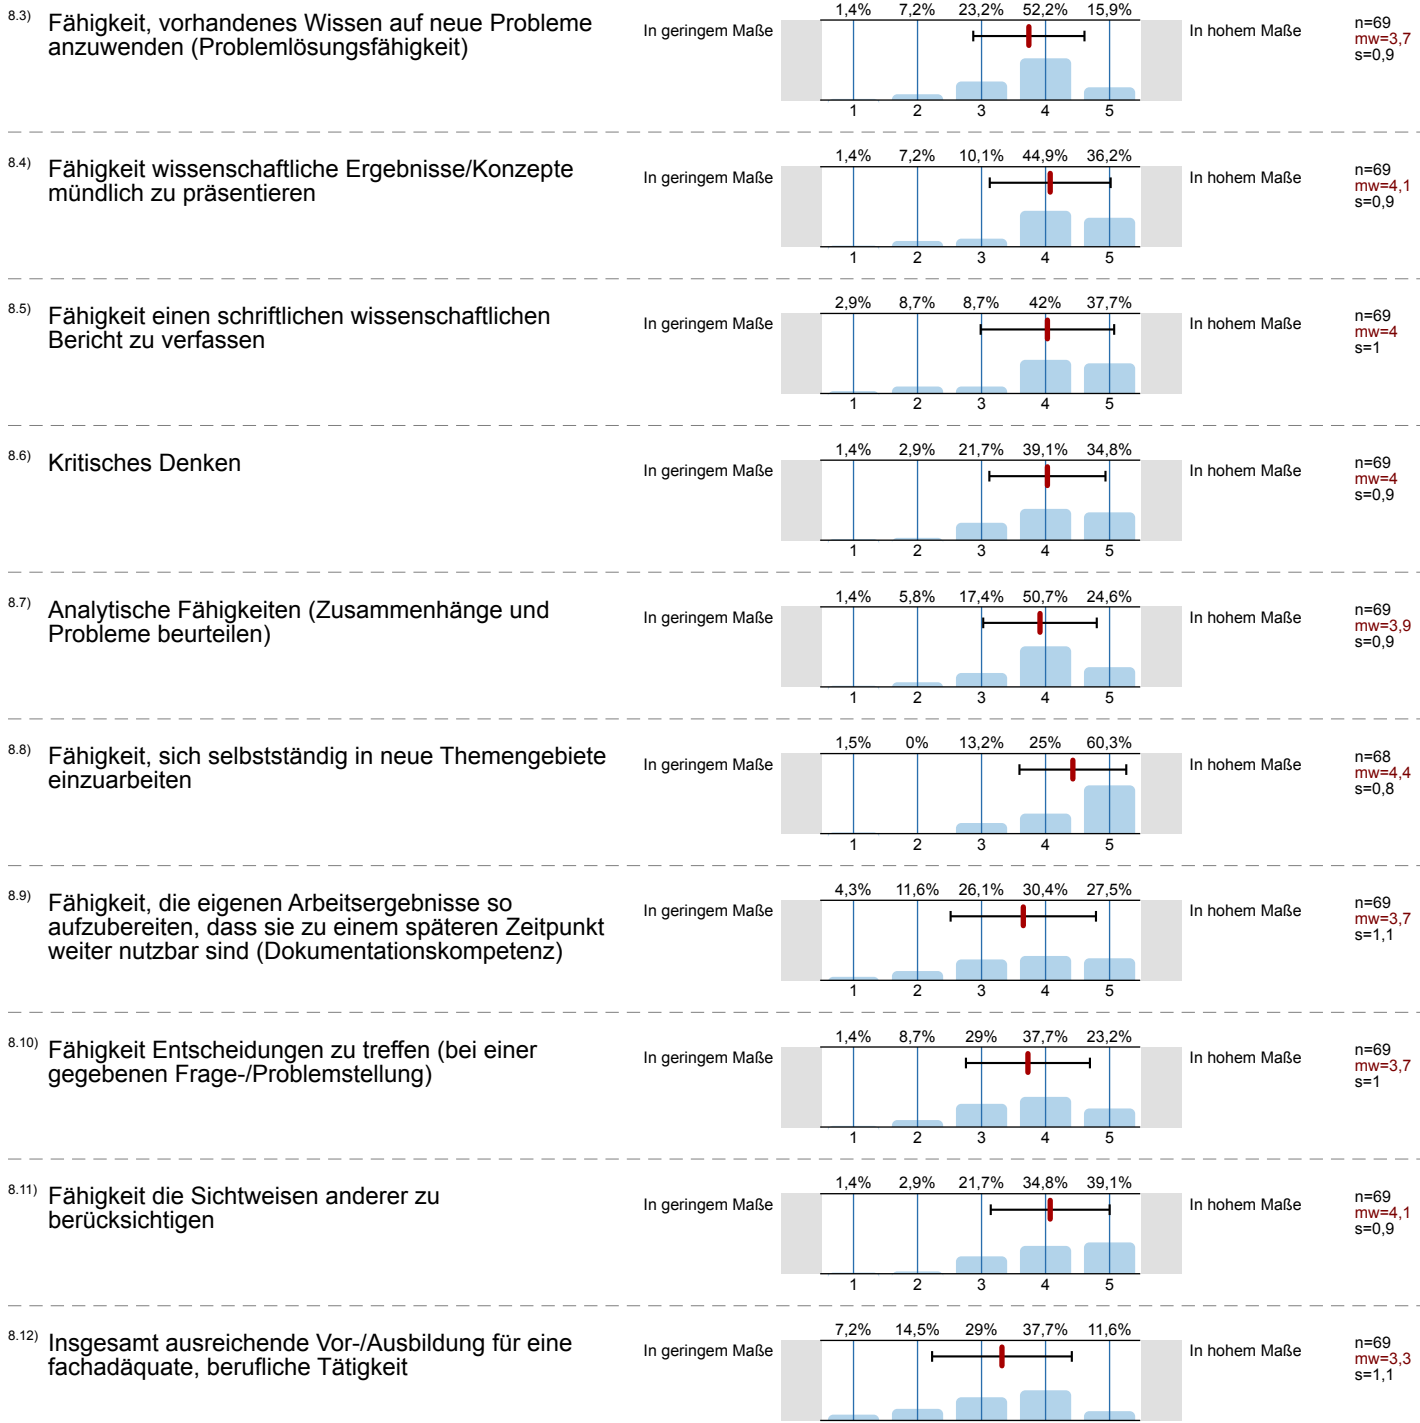 8.3) Fähigkeit, vorhandenes Wissen auf neue Probleme
anzuwenden (Problemlösungsfähigkeit)
In geringem Maße
1,4% 7,2% 23,2% 52,2% 15,9%
1 2 3 4 5
In hohem Maße
n=69
mw=3,7
s=0,9
8.4) Fähigkeit wissenschaftliche Ergebnisse/Konzepte
mündlich zu präsentieren
In geringem Maße
1,4% 7,2% 10,1% 44,9% 36,2%
1 2 3 4 5
In hohem Maße
n=69
mw=4,1
s=0,9
8.5) Fähigkeit einen schriftlichen wissenschaftlichen
Bericht zu verfassen
In geringem Maße
2,9% 8,7% 8,7% 42% 37,7%
1 2 3 4 5
In hohem Maße
n=69
mw=4
s=1
8.6) Kritisches Denken
In geringem Maße
1,4% 2,9% 21,7% 39,1% 34,8%
1 2 3 4 5
In hohem Maße
n=69
mw=4
s=0,9
8.7) Analytische Fähigkeiten (Zusammenhänge und
Probleme beurteilen)
In geringem Maße
1,4% 5,8% 17,4% 50,7% 24,6%
1 2 3 4 5
In hohem Maße
n=69
mw=3,9
s=0,9
8.8) Fähigkeit, sich selbstständig in neue Themengebiete
einzuarbeiten
In geringem Maße
1,5% 0% 13,2% 25% 60,3%
1 2 3 4 5
In hohem Maße
n=68
mw=4,4
s=0,8
8.9) Fähigkeit, die eigenen Arbeitsergebnisse so
aufzubereiten, dass sie zu einem späteren Zeitpunkt
weiter nutzbar sind (Dokumentationskompetenz)
In geringem Maße
4,3% 11,6% 26,1% 30,4% 27,5%
1 2 3 4 5
In hohem Maße
n=69
mw=3,7
s=1,1
8.10) Fähigkeit Entscheidungen zu treffen (bei einer
gegebenen Frage-/Problemstellung)
In geringem Maße
1,4% 8,7% 29% 37,7% 23,2%
1 2 3 4 5
In hohem Maße
n=69
mw=3,7
s=1
8.11) Fähigkeit die Sichtweisen anderer zu
berücksichtigen
In geringem Maße
1,4% 2,9% 21,7% 34,8% 39,1%
1 2 3 4 5
In hohem Maße
n=69
mw=4,1
s=0,9
8.12) Insgesamt ausreichende Vor-/Ausbildung für eine
fachadäquate, berufliche Tätigkeit
In geringem Maße
7,2% 14,5% 29% 37,7% 11,6%
In hohem Maße
n=69
mw=3,3
s=1,1